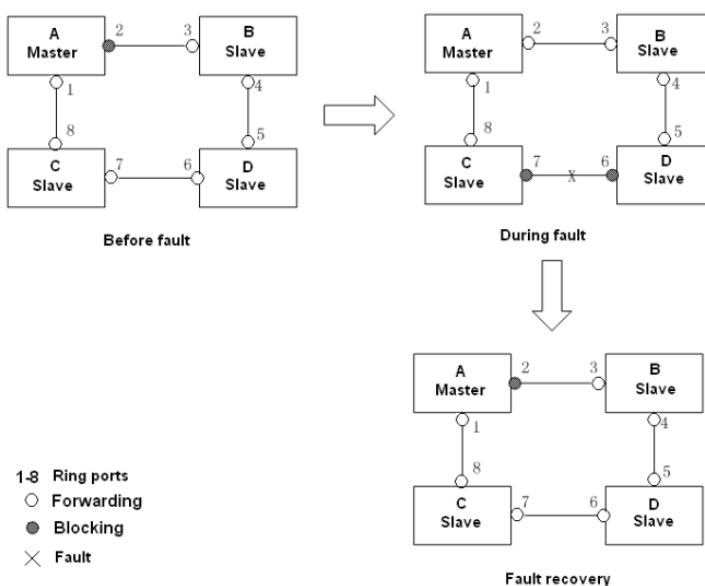 A
Master
2
3
B
Slave
1
4
8
5
C
Slave
7
6
D
Slave
Before fault
A
Master
2
3
B
Slave
1
4
8
5
C
Slave
7
X
6
D
Slave
During fault
A
Master
2
3
B
Slave
1
4
8
5
C
Slave
7
6
D
Slave
Fault recovery
1-8 Ring ports
Forwarding
Blocking
Fault